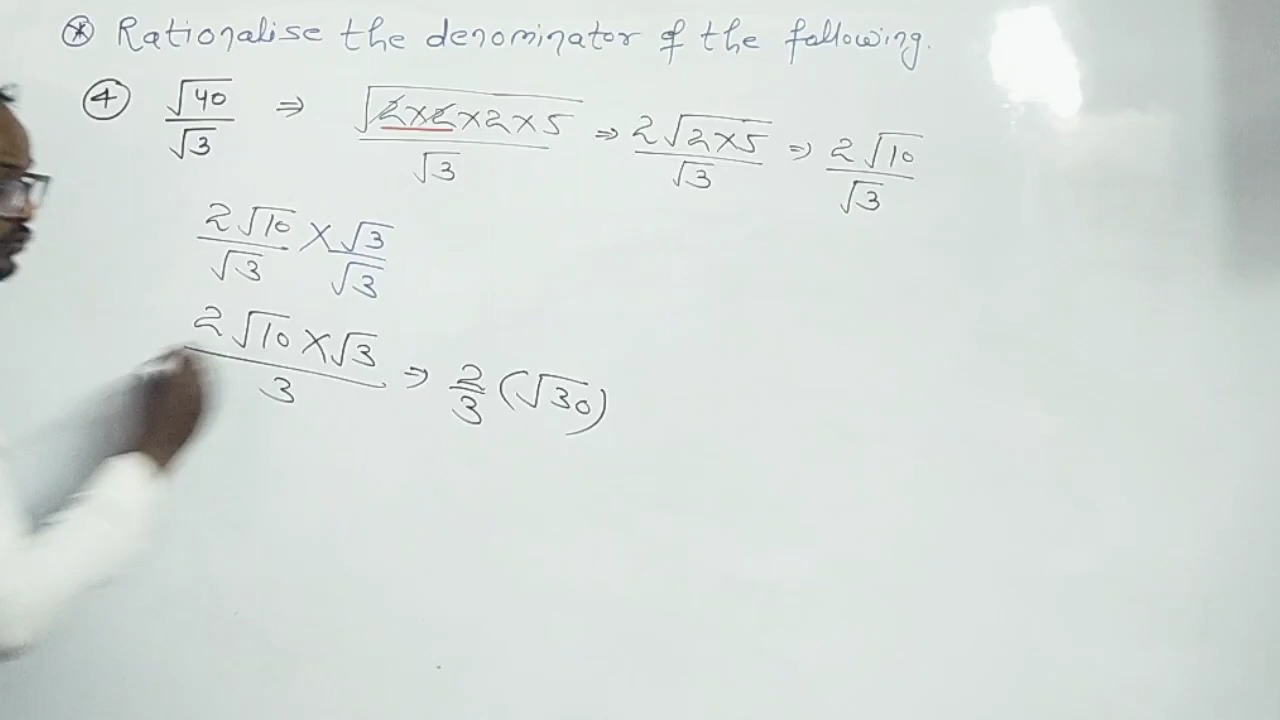 ⊛ Rationalise the denominator of the following.
④ √40/√3 ⇒ √(2×2×2×5)/√3 ⇒ 2√(2×5)/√3 ⇒ 2√10/√3
2√10/√3 × √3/√3
2√10×√3/3 ⇒ 2/3 (√30)